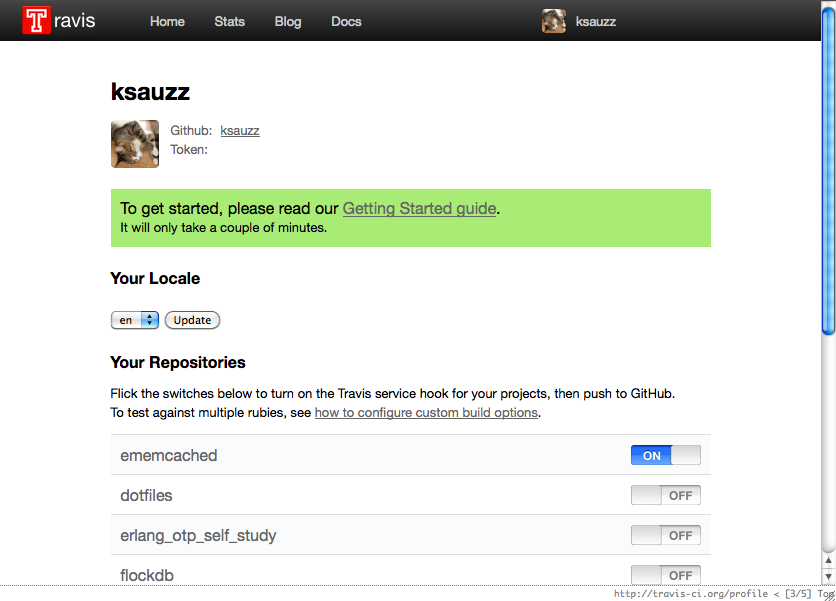 Travis
Home Stats Blog Docs ksauzz
ksauzz
Github: ksauzz
Token:
To get started, please read our Getting Started guide.
It will only take a couple of minutes.
Your Locale
en Update
Your Repositories
Flick the switches below to turn on the Travis service hook for your projects, then push to GitHub.
To test against multiple rubies, see how to configure custom build options.
ememcached ON
dotfiles OFF
erlang_otp_self_study OFF
flockdb OFF
http://travis-ci.org/profile < [3/5] Top